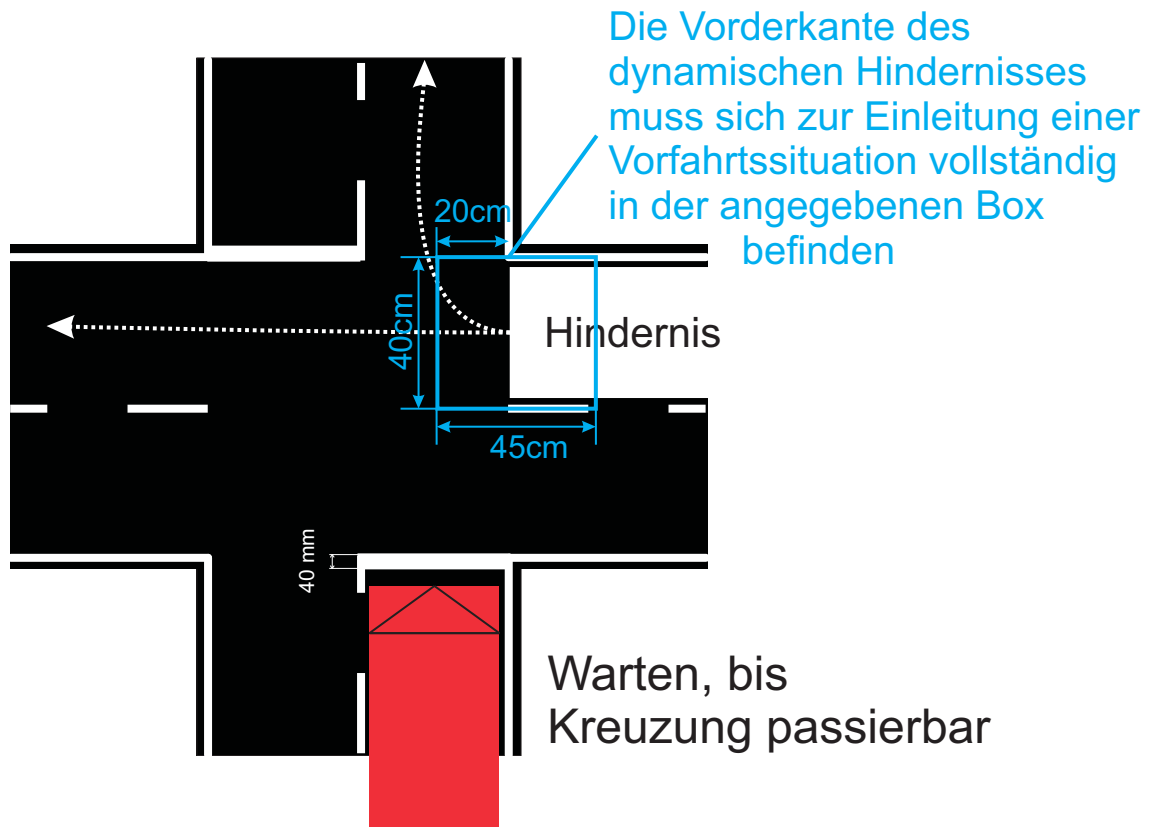 Die Vorderkante des
dynamischen Hindernisses
muss sich zur Einleitung einer
Vorfahrtssituation vollständig
in der angegebenen Box
befinden
20cm
40cm
Hindernis
45cm
40 mm
Warten, bis
Kreuzung passierbar